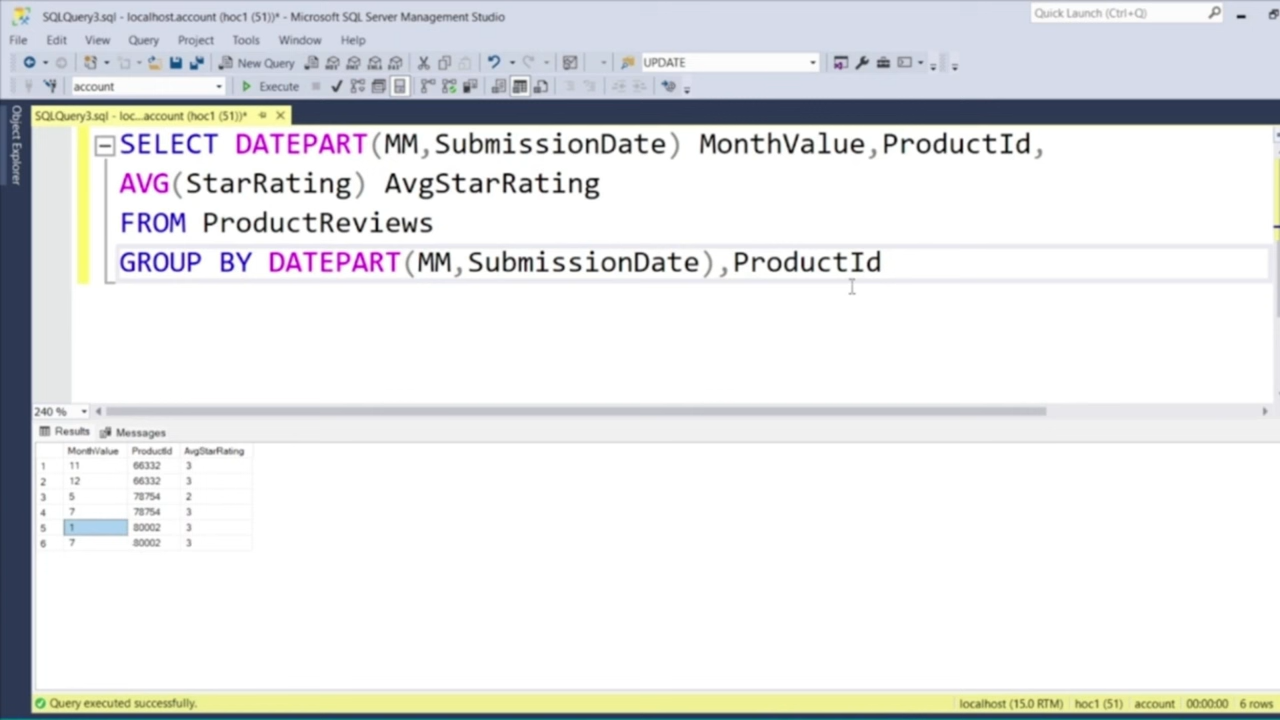 SQLQuery3.sql - localhost.account (hoc1 (51))* - Microsoft SQL Server Management Studio
Quick Launch (Ctrl+Q)
File Edit View Query Project Tools Window Help
New Query UPDATE
account Execute
SQLQuery3.sql - loc...account (hoc1 (51))*
Object Explorer
SELECT DATEPART(MM,SubmissionDate) MonthValue,ProductId,
AVG(StarRating) AvgStarRating
FROM ProductReviews
GROUP BY DATEPART(MM,SubmissionDate),ProductId
240 %
Results Messages
MonthValue ProductId AvgStarRating
1 11 66332 3
2 12 66332 3
3 5 78754 2
4 7 78754 3
5 1 80002 3
6 7 80002 3
Query executed successfully. localhost (15.0 RTM) hoc1 (51) account 00:00:00 6 rows